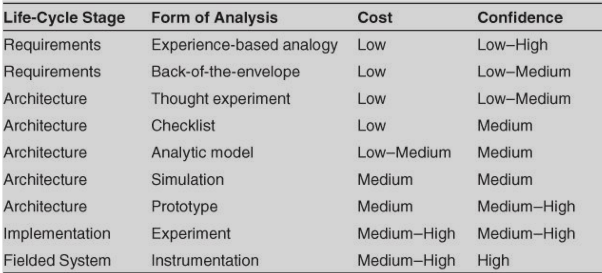 Life-Cycle Stage Form of Analysis Cost Confidence
Requirements Experience-based analogy Low Low–High
Requirements Back-of-the-envelope Low Low–Medium
Architecture Thought experiment Low Low–Medium
Architecture Checklist Low Medium
Architecture Analytic model Low–Medium Medium
Architecture Simulation Medium Medium
Architecture Prototype Medium Medium–High
Implementation Experiment Medium–High Medium–High
Fielded System Instrumentation Medium–High High